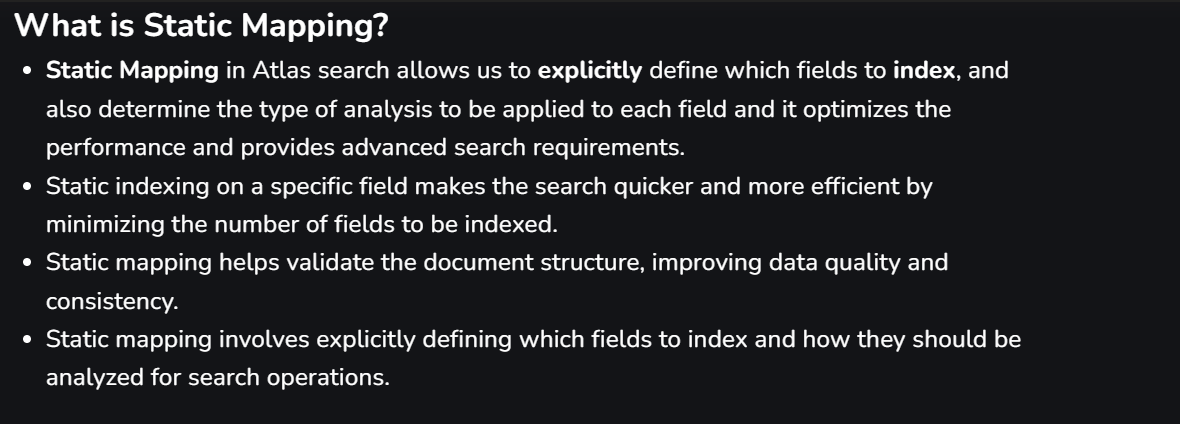 What is Static Mapping?
• Static Mapping in Atlas search allows us to explicitly define which fields to index, and
also determine the type of analysis to be applied to each field and it optimizes the
performance and provides advanced search requirements.
• Static indexing on a specific field makes the search quicker and more efficient by
minimizing the number of fields to be indexed.
• Static mapping helps validate the document structure, improving data quality and
consistency.
• Static mapping involves explicitly defining which fields to index and how they should be
analyzed for search operations.